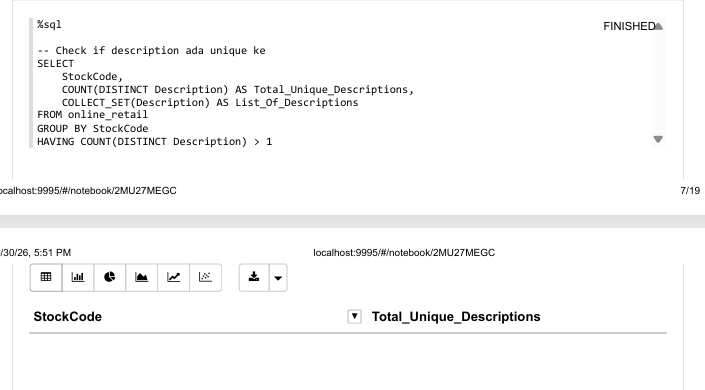 %sql
FINISHED
-- Check if description ada unique ke
SELECT
    StockCode,
    COUNT(DISTINCT Description) AS Total_Unique_Descriptions,
    COLLECT_SET(Description) AS List_Of_Descriptions
FROM online_retail
GROUP BY StockCode
HAVING COUNT(DISTINCT Description) > 1
ocalhost:9995/#/notebook/2MU27MEGC 7/19
/30/26, 5:51 PM localhost:9995/#/notebook/2MU27MEGC
StockCode Total_Unique_Descriptions